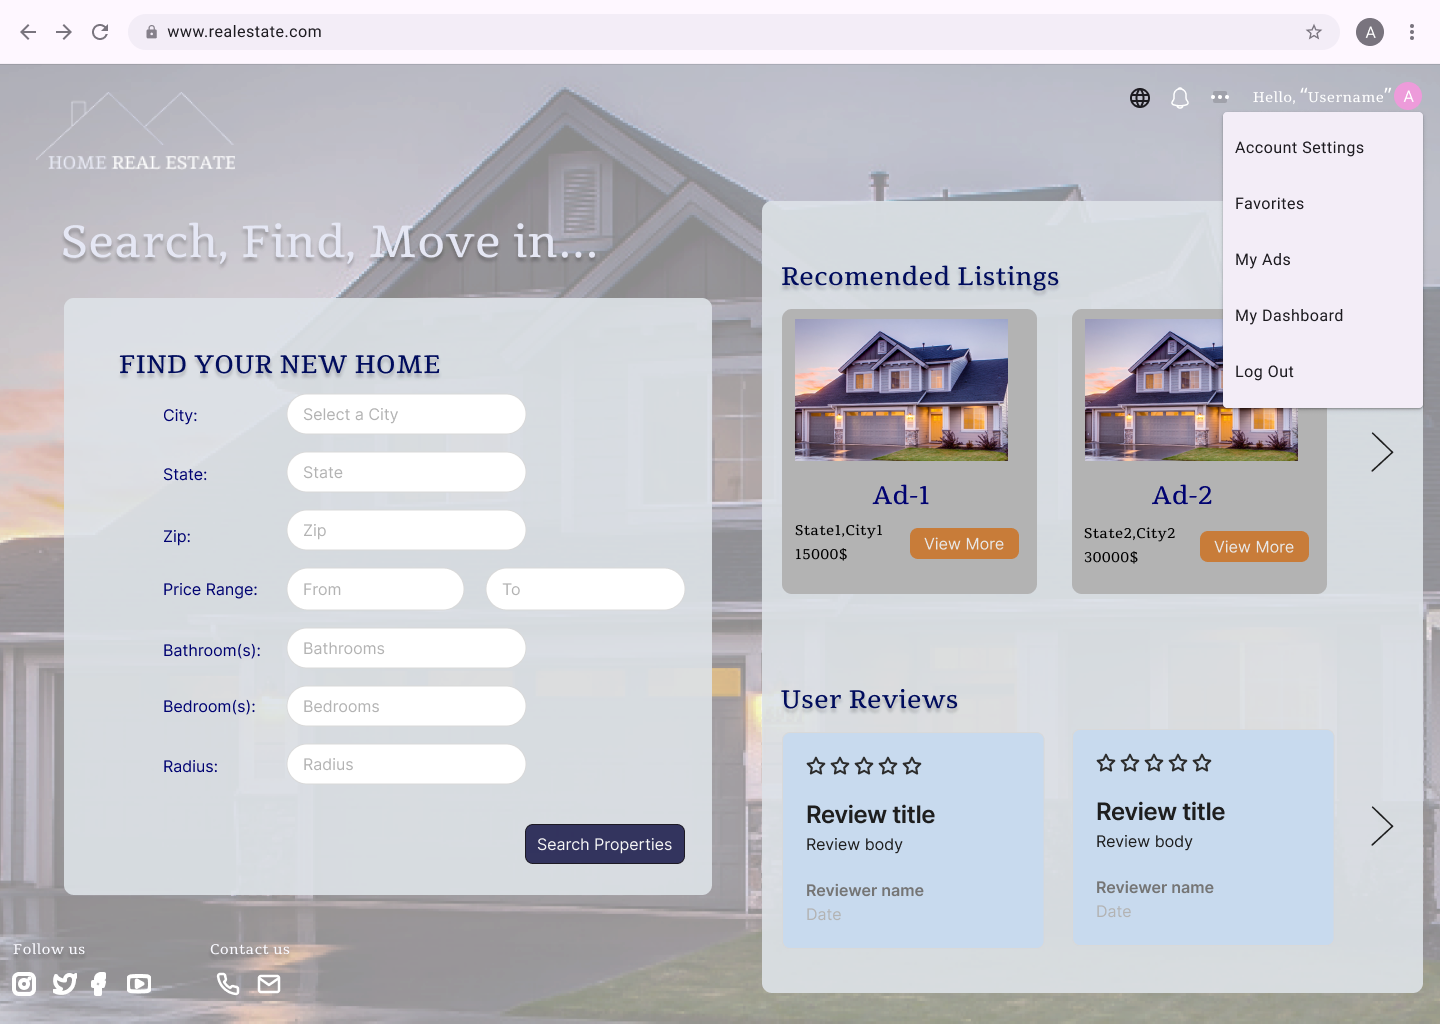 www.realestate.com
A
Hello, “Username”
A
HOME REAL ESTATE
Account Settings
Favorites
My Ads
My Dashboard
Log Out
Search, Find, Move in...
FIND YOUR NEW HOME
City:
Select a City
State:
State
Zip:
Zip
Price Range:
From
To
Bathroom(s):
Bathrooms
Bedroom(s):
Bedrooms
Radius:
Radius
Search Properties
Recomended Listings
Ad-1
State1,City1
15000$
View More
Ad-2
State2,City2
30000$
View More
User Reviews
Review title
Review body
Reviewer name
Date
Review title
Review body
Reviewer name
Date
Follow us
Contact us